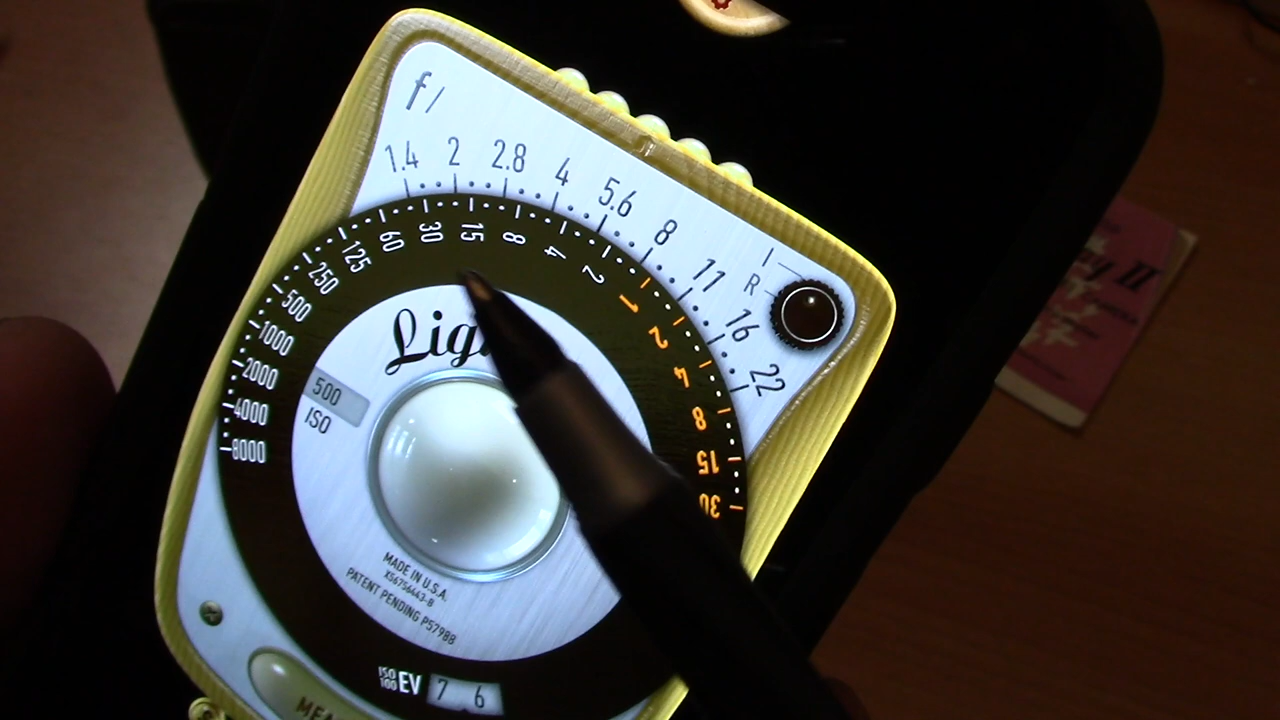 f/
1.4 2 2.8 4 5.6 8 11 16 22
R
8000 4000 2000 1000 500 250 125 60 30 15 8 4 2 1 2 4 8 15 30
500
ISO
MADE IN U.S.A.
X56756443-B
PATENT PENDING P57988
ISO 100 EV 7 6
II